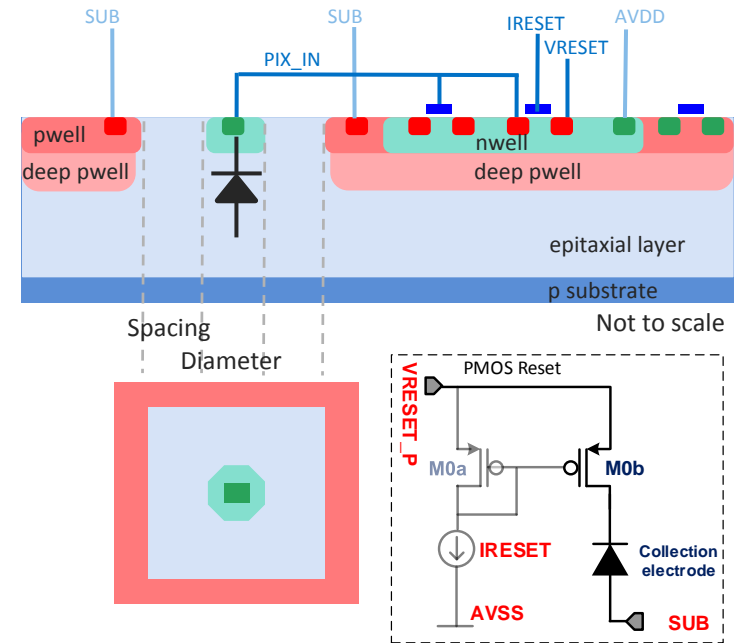 SUB
SUB
IRESET
AVDD
PIX_IN
VRESET
pwell
nwell
deep pwell
deep pwell
epitaxial layer
p substrate
Spacing
Not to scale
Diameter
PMOS Reset
VRESET_P
M0a
M0b
IRESET
Collection
electrode
AVSS
SUB